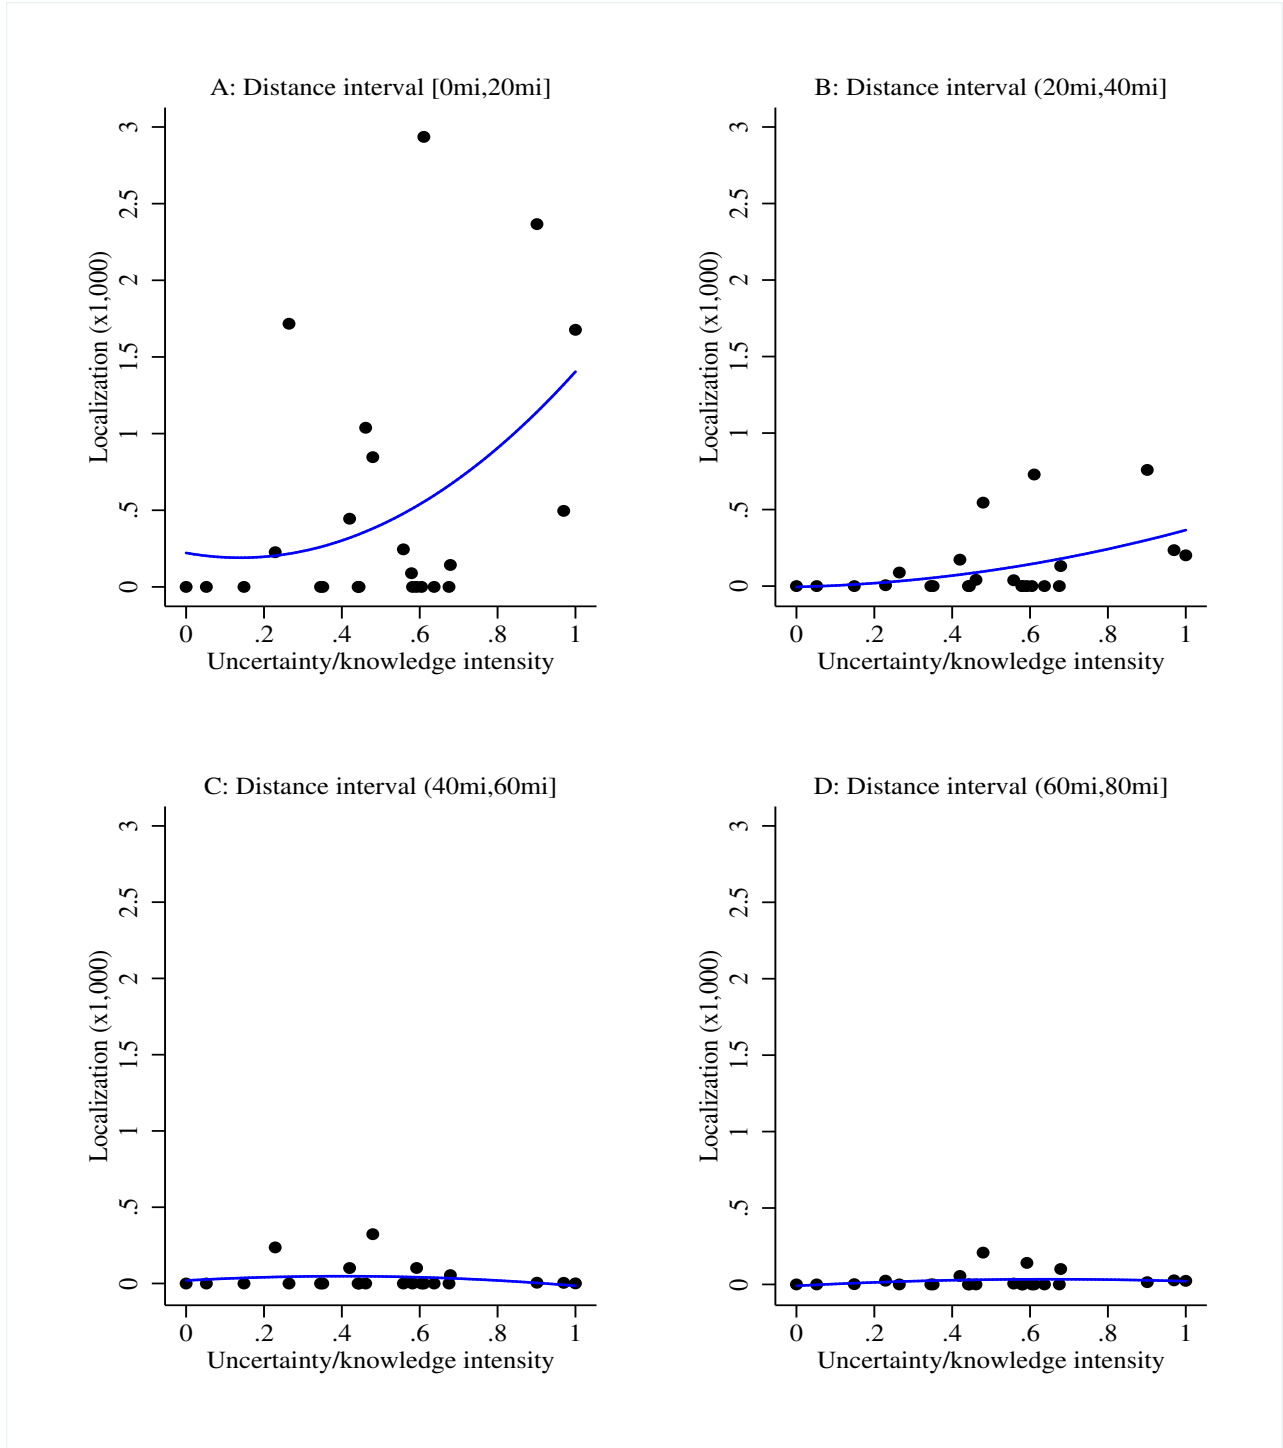 A: Distance interval [0mi,20mi]
Localization (x1,000)
3
2.5
2
1.5
1
.5
0
0 .2 .4 .6 .8 1
Uncertainty/knowledge intensity
B: Distance interval (20mi,40mi]
Localization (x1,000)
3
2.5
2
1.5
1
.5
0
0 .2 .4 .6 .8 1
Uncertainty/knowledge intensity
C: Distance interval (40mi,60mi]
Localization (x1,000)
3
2.5
2
1.5
1
.5
0
0 .2 .4 .6 .8 1
Uncertainty/knowledge intensity
D: Distance interval (60mi,80mi]
Localization (x1,000)
3
2.5
2
1.5
1
.5
0
0 .2 .4 .6 .8 1
Uncertainty/knowledge intensity